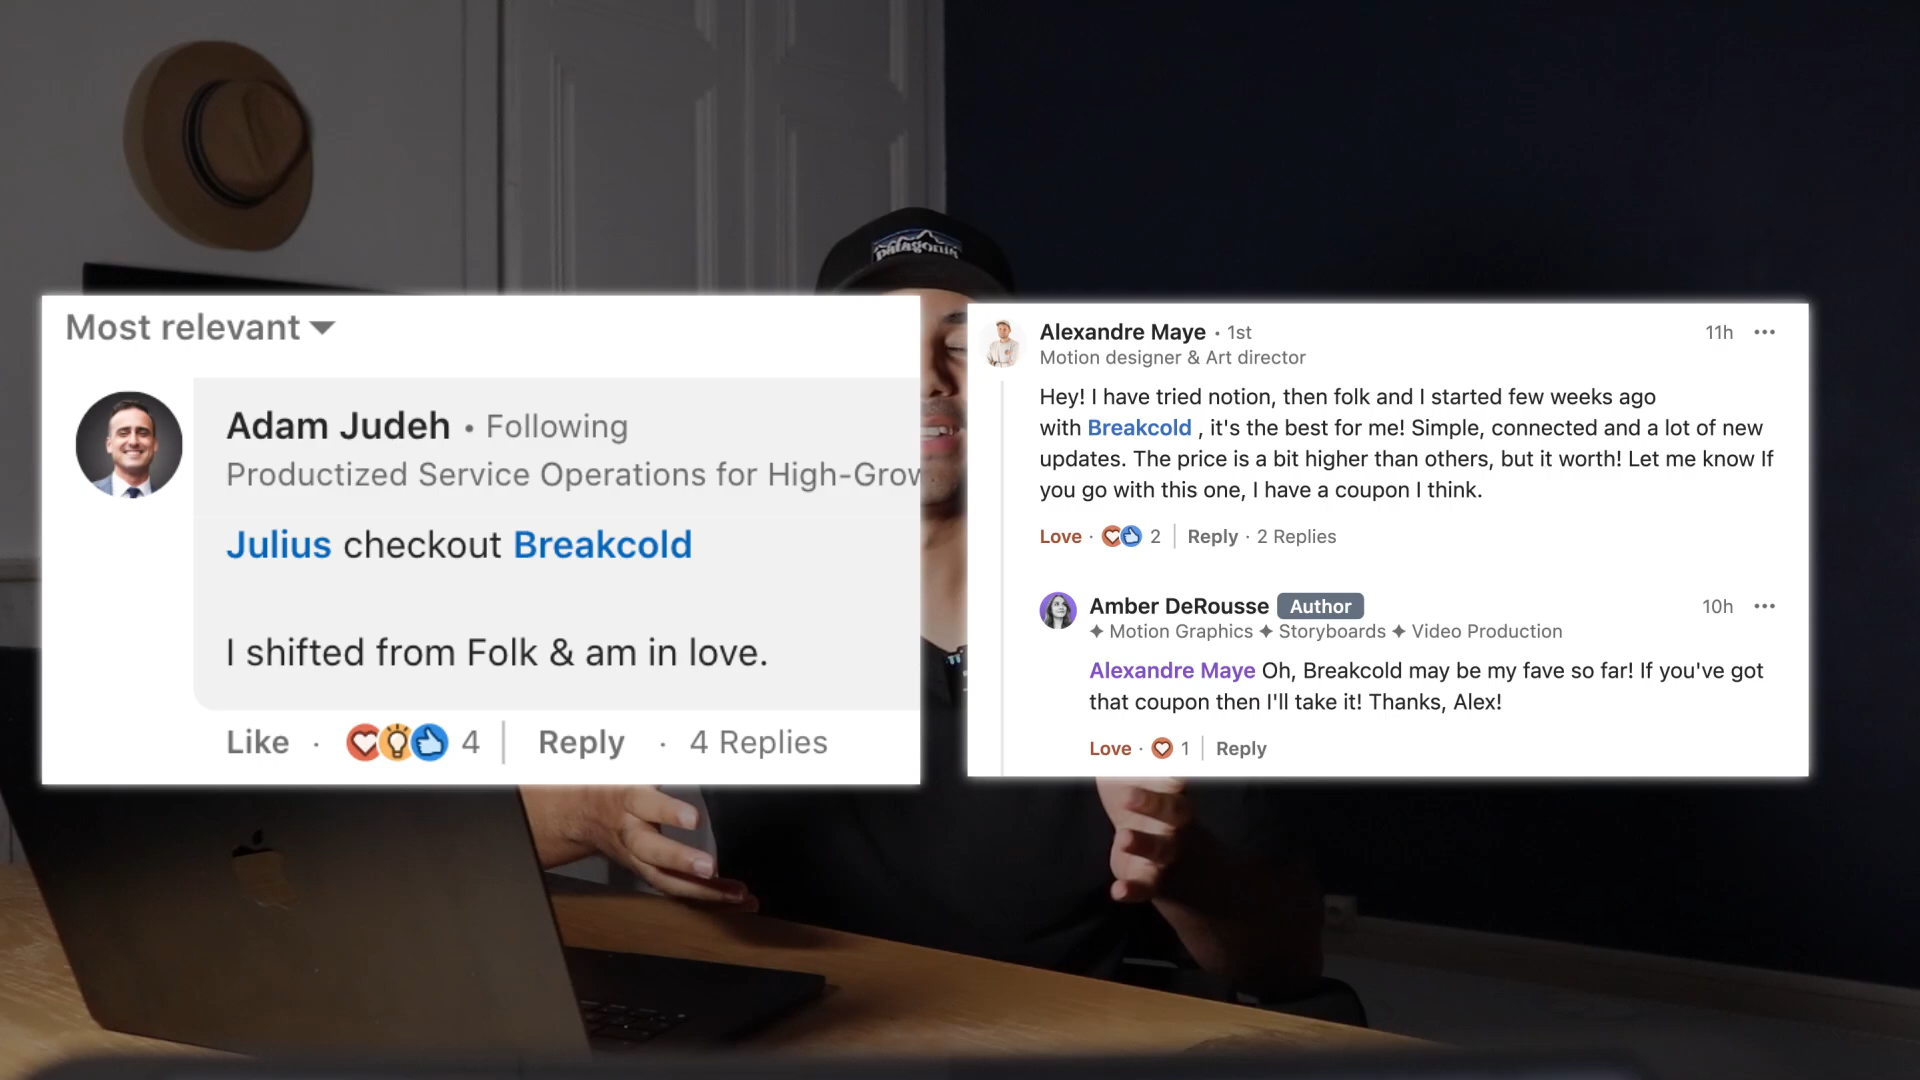 patagonia
Most relevant
Adam Judeh • Following
Productized Service Operations for High-Grow
Julius checkout Breakcold
I shifted from Folk & am in love.
Like · 4 | Reply · 4 Replies
Alexandre Maye · 1st
11h ···
Motion designer & Art director
Hey! I have tried notion, then folk and I started few weeks ago
with Breakcold , it's the best for me! Simple, connected and a lot of new
updates. The price is a bit higher than others, but it worth! Let me know If
you go with this one, I have a coupon I think.
Love · 2 | Reply · 2 Replies
Amber DeRousse Author
10h ···
✦ Motion Graphics ✦ Storyboards ✦ Video Production
Alexandre Maye Oh, Breakcold may be my fave so far! If you've got
that coupon then I'll take it! Thanks, Alex!
Love · 1 | Reply